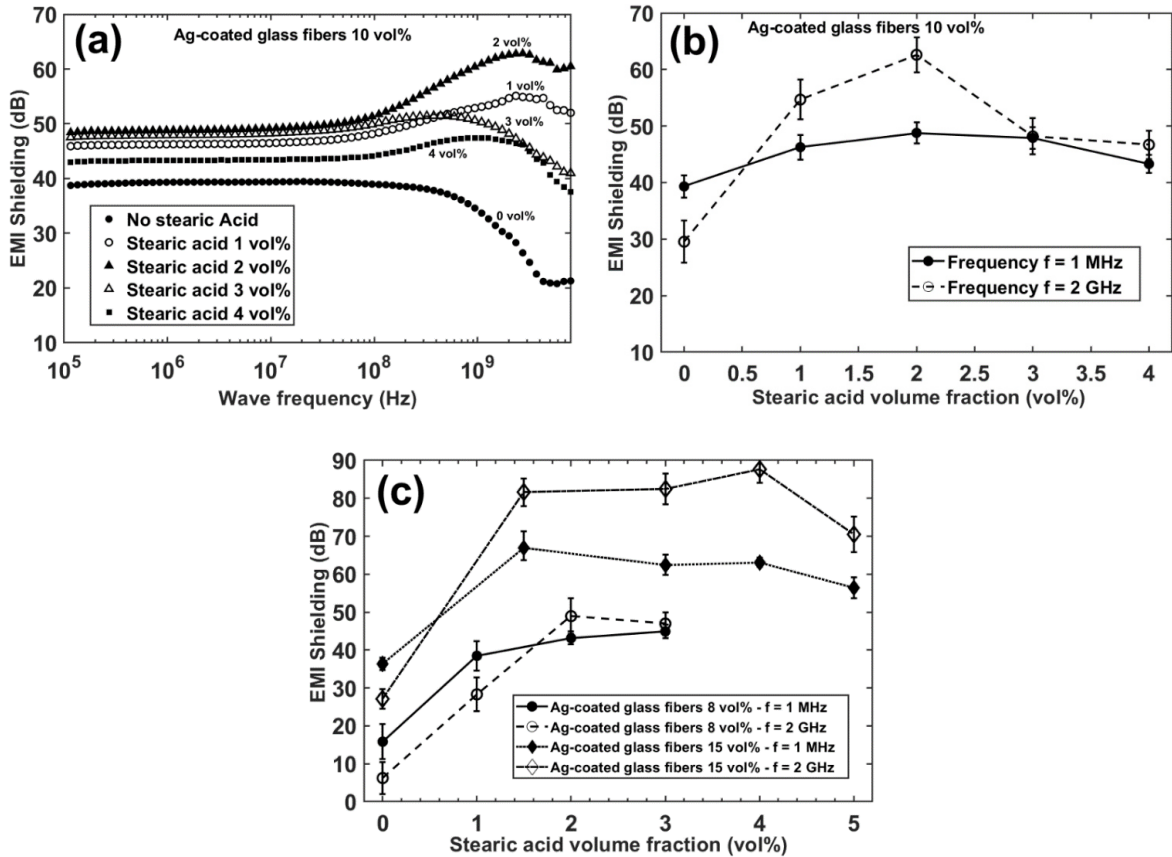 (a)
Ag-coated glass fibers 10 vol%
2 vol%
1 vol%
3 vol%
4 vol%
0 vol%
No stearic Acid
Stearic acid 1 vol%
Stearic acid 2 vol%
Stearic acid 3 vol%
Stearic acid 4 vol%
EMI Shielding (dB)
70
60
50
40
30
20
10
10^5 10^6 10^7 10^8 10^9
Wave frequency (Hz)
(b)
Ag-coated glass fibers 10 vol%
Frequency f = 1 MHz
Frequency f = 2 GHz
EMI Shielding (dB)
70
60
50
40
30
20
10
0 0.5 1 1.5 2 2.5 3 3.5 4
Stearic acid volume fraction (vol%)
(c)
Ag-coated glass fibers 8 vol% - f = 1 MHz
Ag-coated glass fibers 8 vol% - f = 2 GHz
Ag-coated glass fibers 15 vol% - f = 1 MHz
Ag-coated glass fibers 15 vol% - f = 2 GHz
EMI Shielding (dB)
90
80
70
60
50
40
30
20
10
0
0 1 2 3 4 5
Stearic acid volume fraction (vol%)